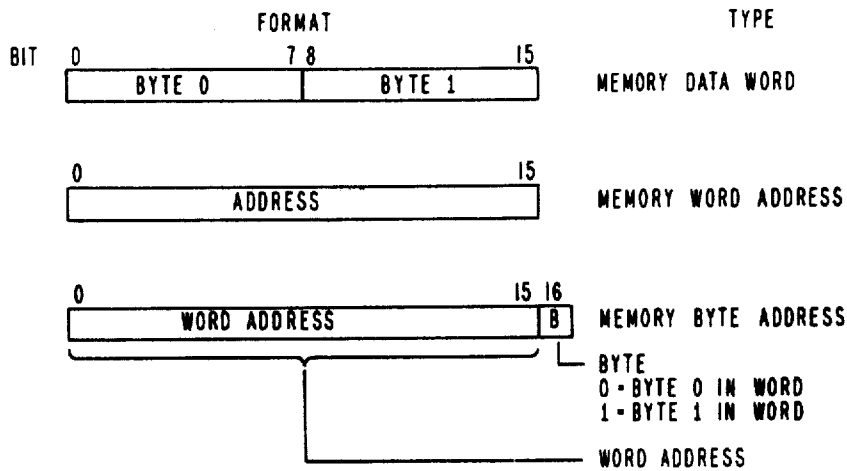 FORMAT TYPE
BIT 0 7 8 15
BYTE 0 BYTE 1 MEMORY DATA WORD
0 15
ADDRESS MEMORY WORD ADDRESS
0 15 16
WORD ADDRESS B MEMORY BYTE ADDRESS
BYTE
0 = BYTE 0 IN WORD
1 = BYTE 1 IN WORD
WORD ADDRESS